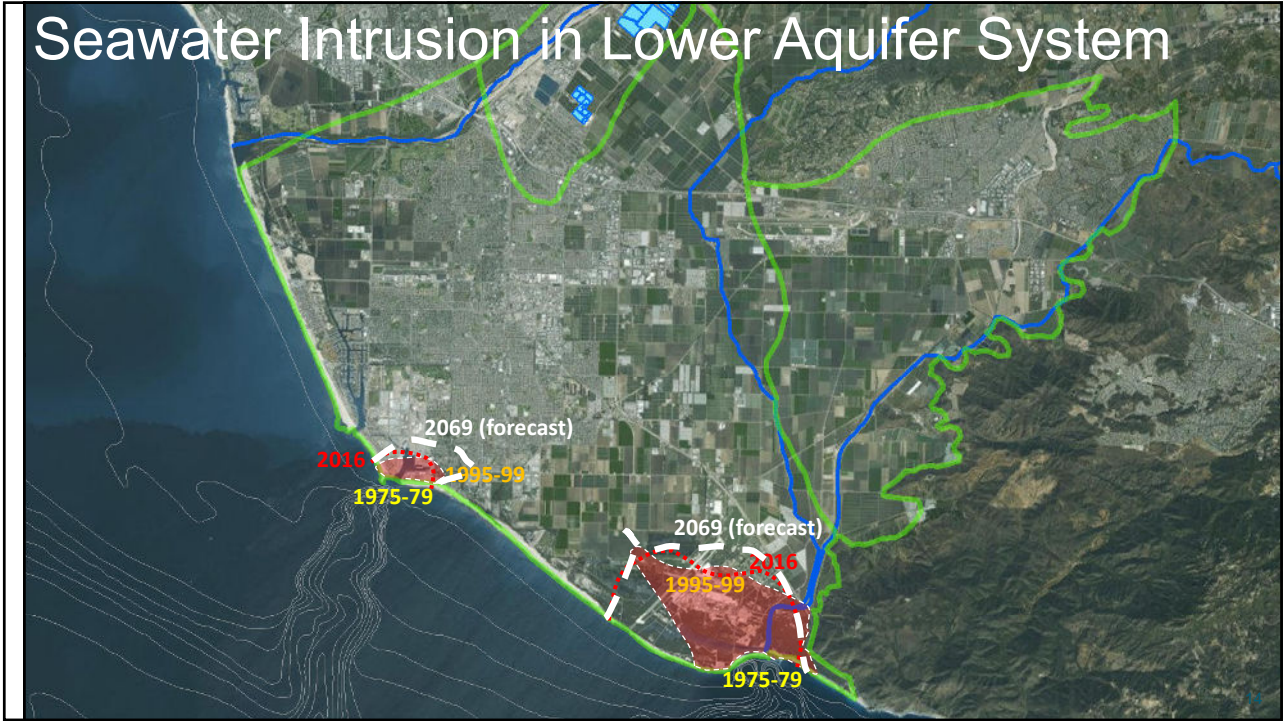 Seawater Intrusion in Lower Aquifer System
2069 (forecast)
2016
1995-99
1975-79
2069 (forecast)
2016
1995-99
1975-79